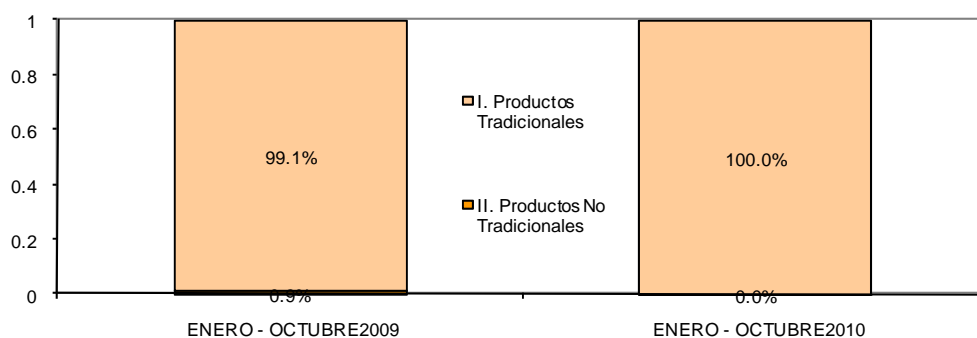 1
0.8
0.6
0.4
0.2
0
99.1%
0.9%
I. Productos
Tradicionales
II. Productos No
Tradicionales
100.0%
0.0%
ENERO - OCTUBRE2009
ENERO - OCTUBRE2010